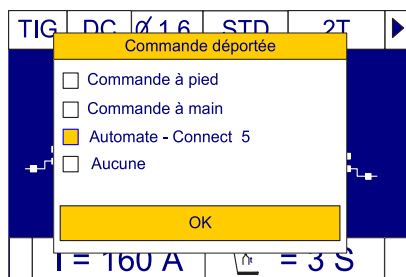 TIG DC Ø 1.6 STD 2T
Commande déportée
Commande à pied
Commande à main
Automate - Connect 5
Aucune
OK
I = 160 A = 3 S